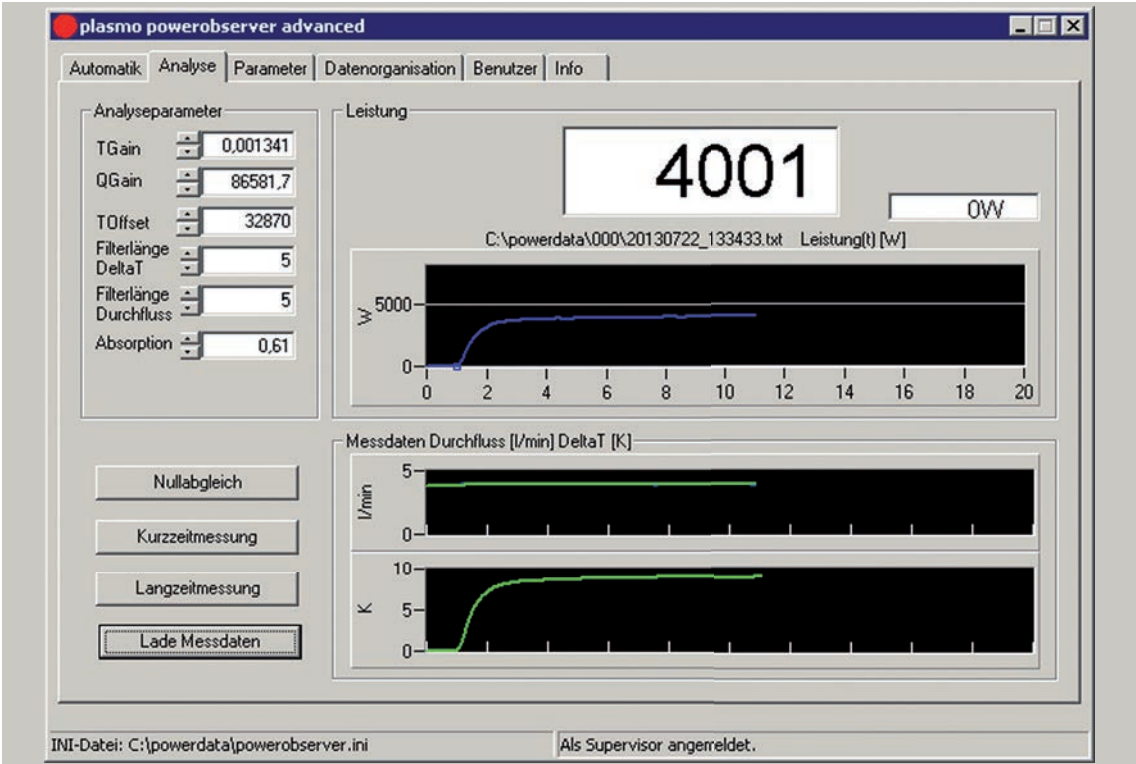 plasmo powerobserver advanced
Automatik Analyse Parameter Datenorganisation Benutzer Info
Analyseparameter
TGain 0,001341
QGain 86581,7
TOffset 32870
Filterlänge
DeltaT 5
Filterlänge
Durchfluss 5
Absorption 0,61
Nullabgleich
Kurzzeitmessung
Langzeitmessung
Lade Messdaten
Leistung
4001
0W
C:\powerdata\000\20130722_133433.txt Leistung(t) [W]
W
5000
0
0 2 4 6 8 10 12 14 16 18 20
Messdaten Durchfluss [l/min] DeltaT [K]
l/min
5
0
K
10
5
0
INI-Datei: C:\powerdata\powerobserver.ini
Als Supervisor angemeldet.